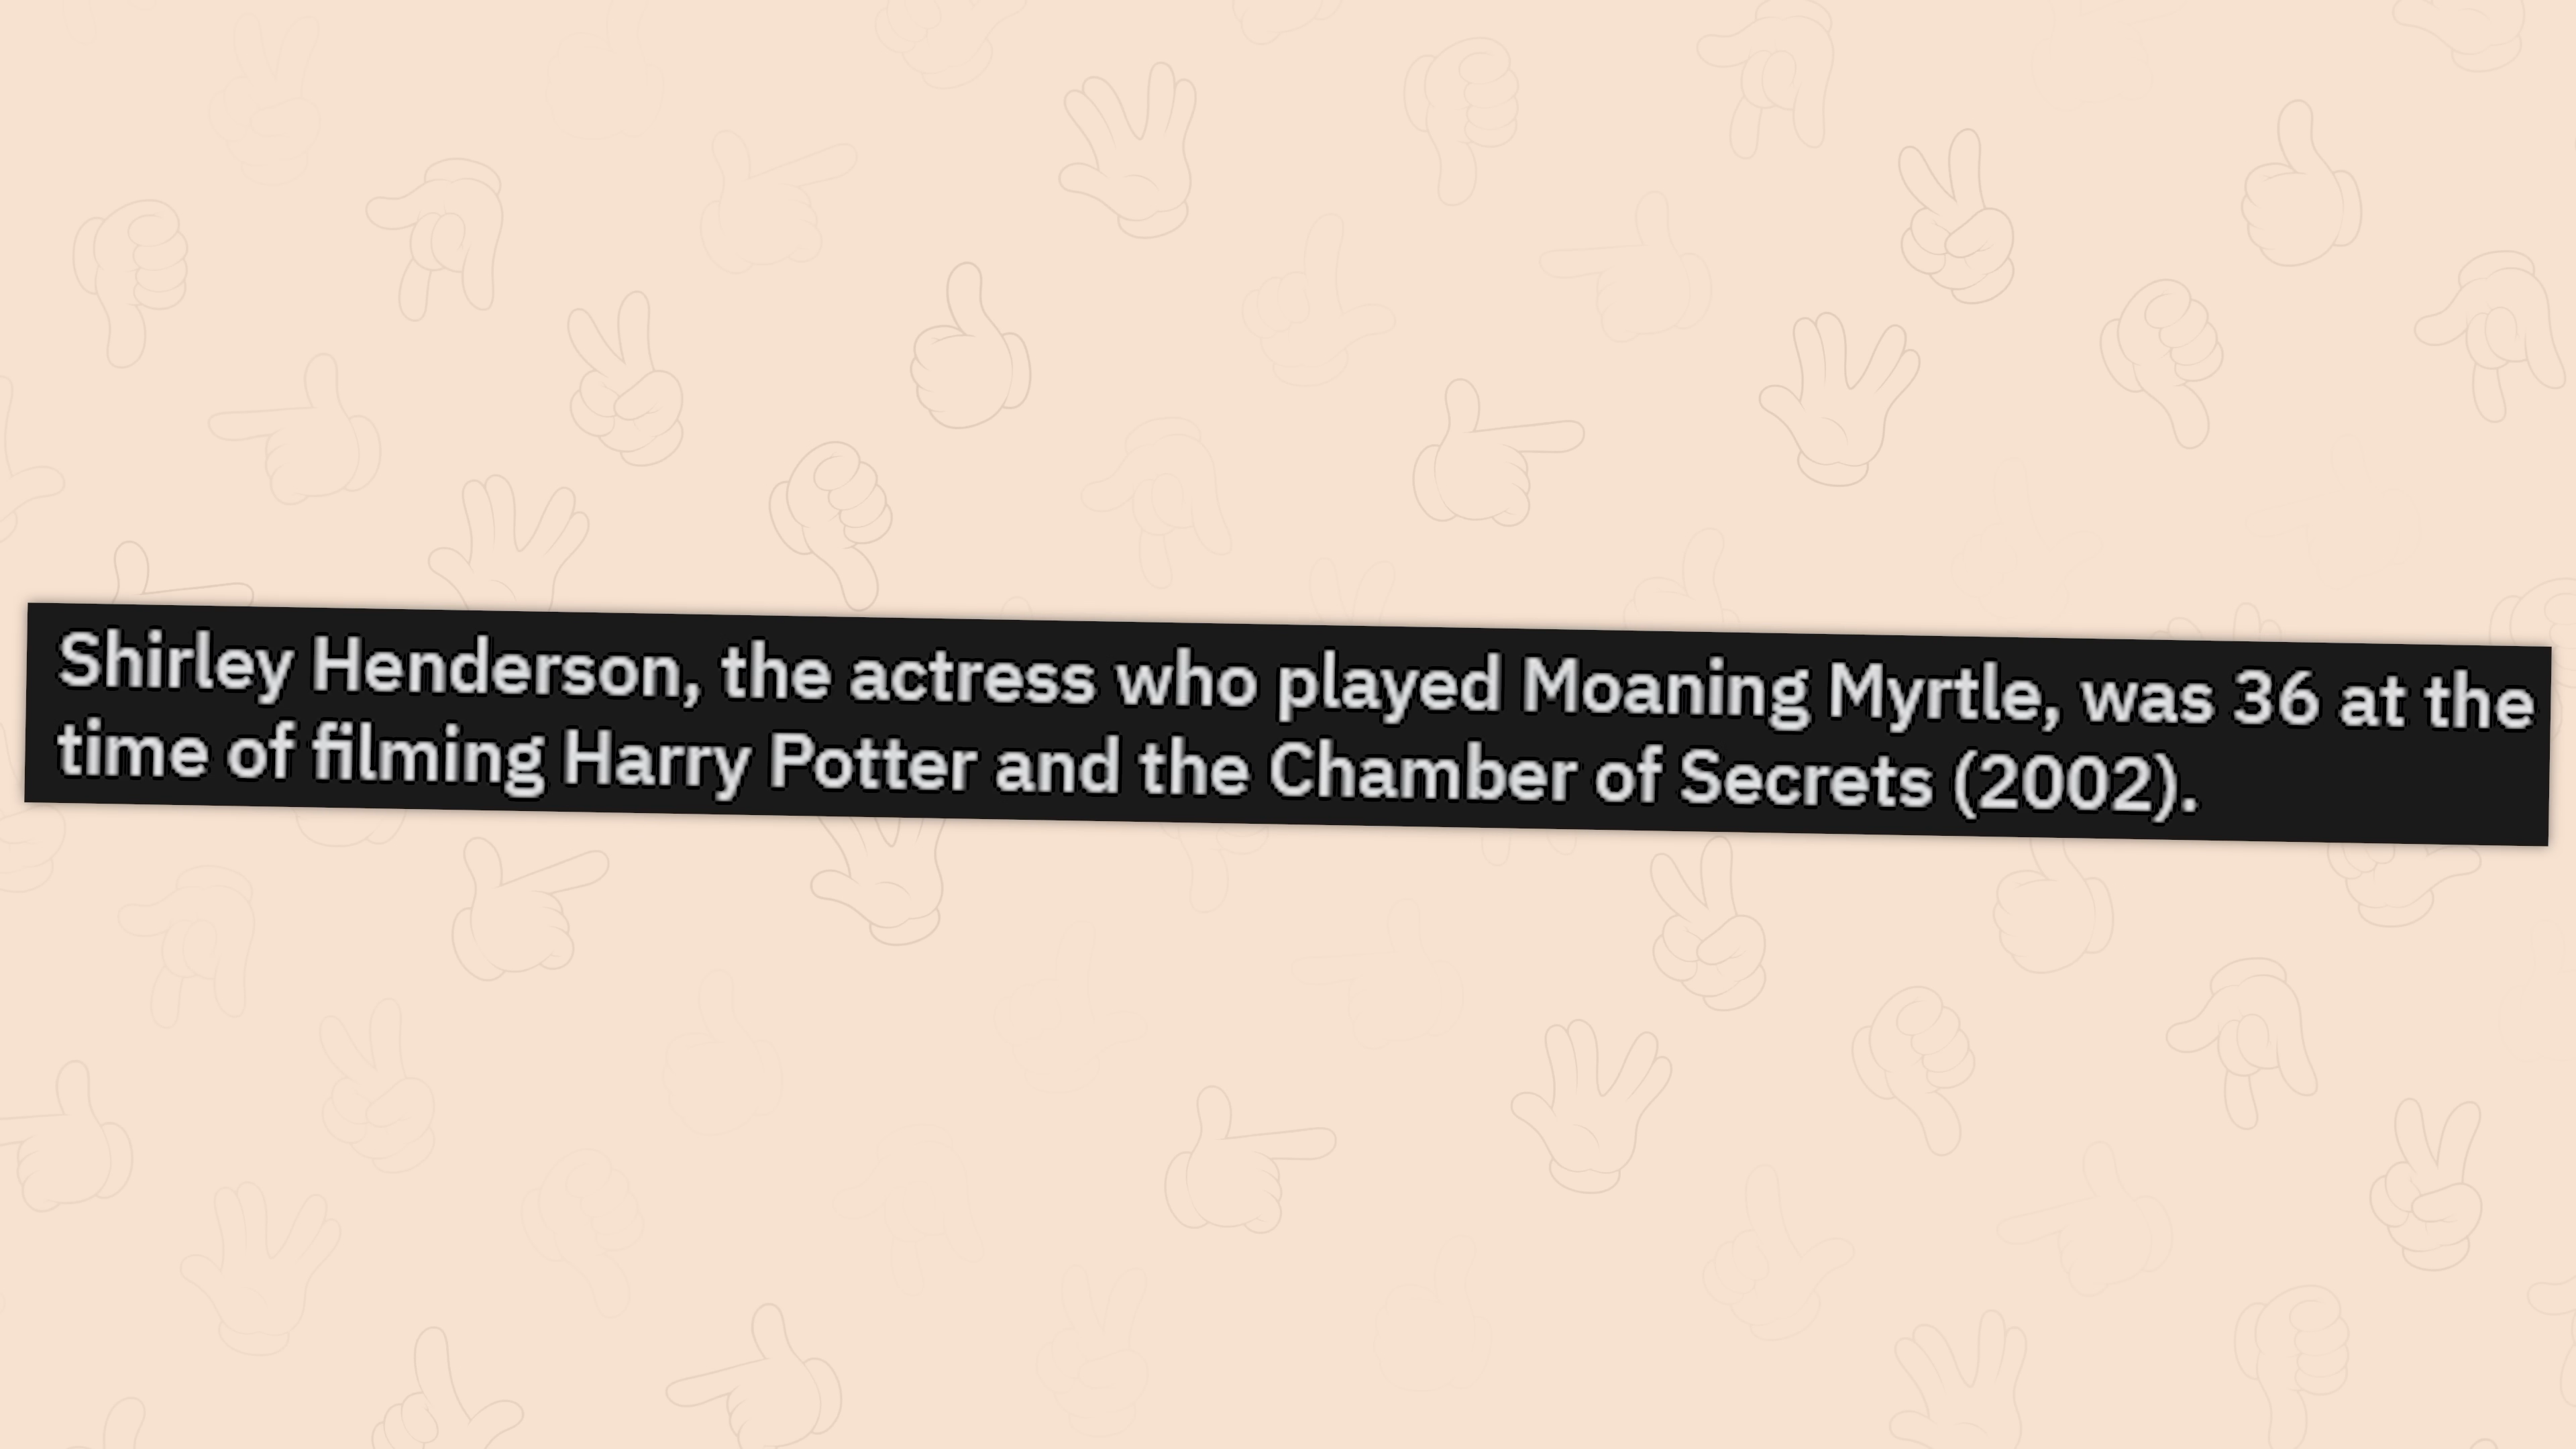 Shirley Henderson, the actress who played Moaning Myrtle, was 36 at the
time of filming Harry Potter and the Chamber of Secrets (2002).